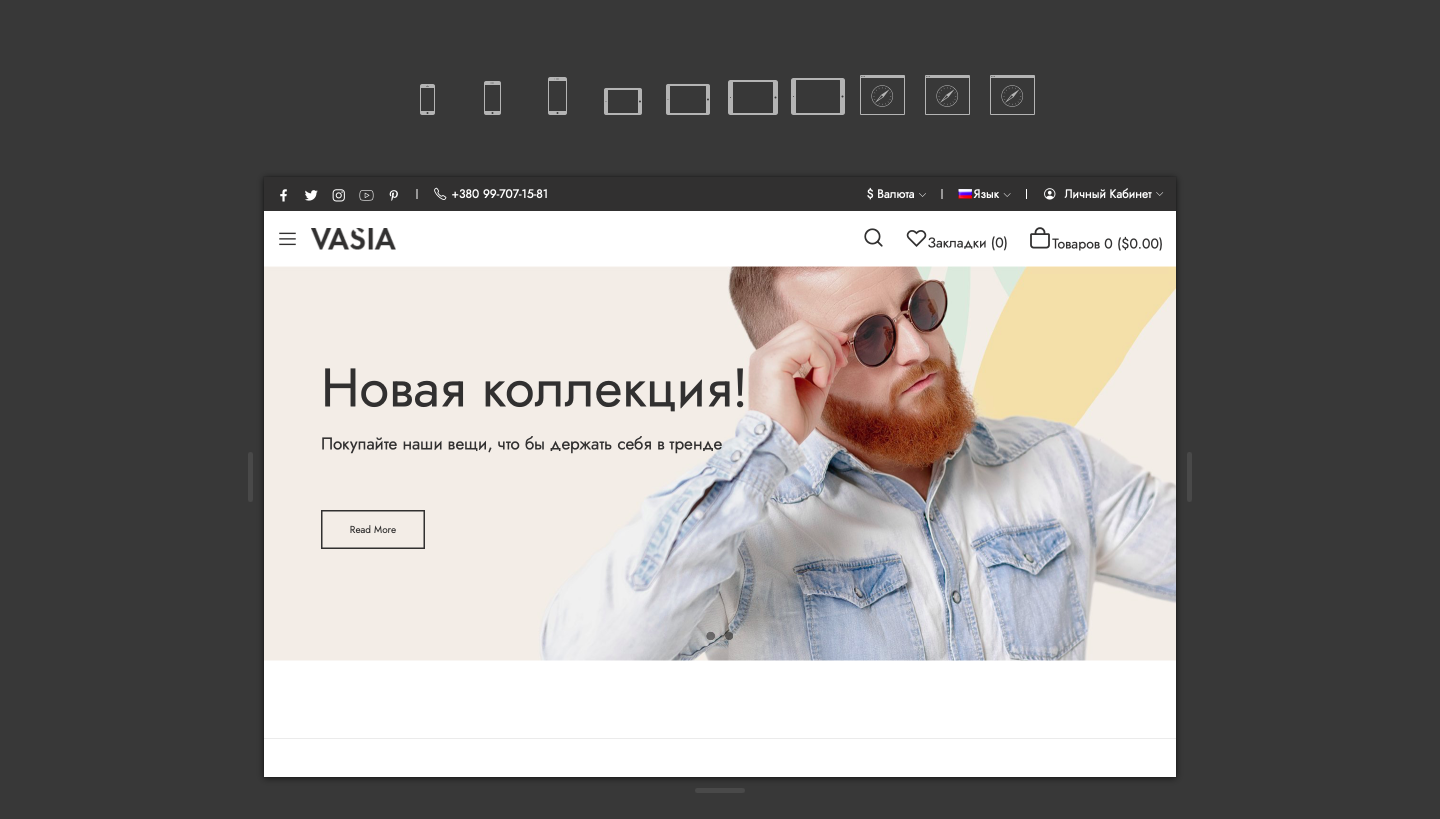 +380 99-707-15-81
$ Валюта
Язык
Личный Кабинет
VASIA
Закладки (0)
Товаров 0 ($0.00)
Новая коллекция!
Покупайте наши вещи, что бы держать себя в тренде
Read More